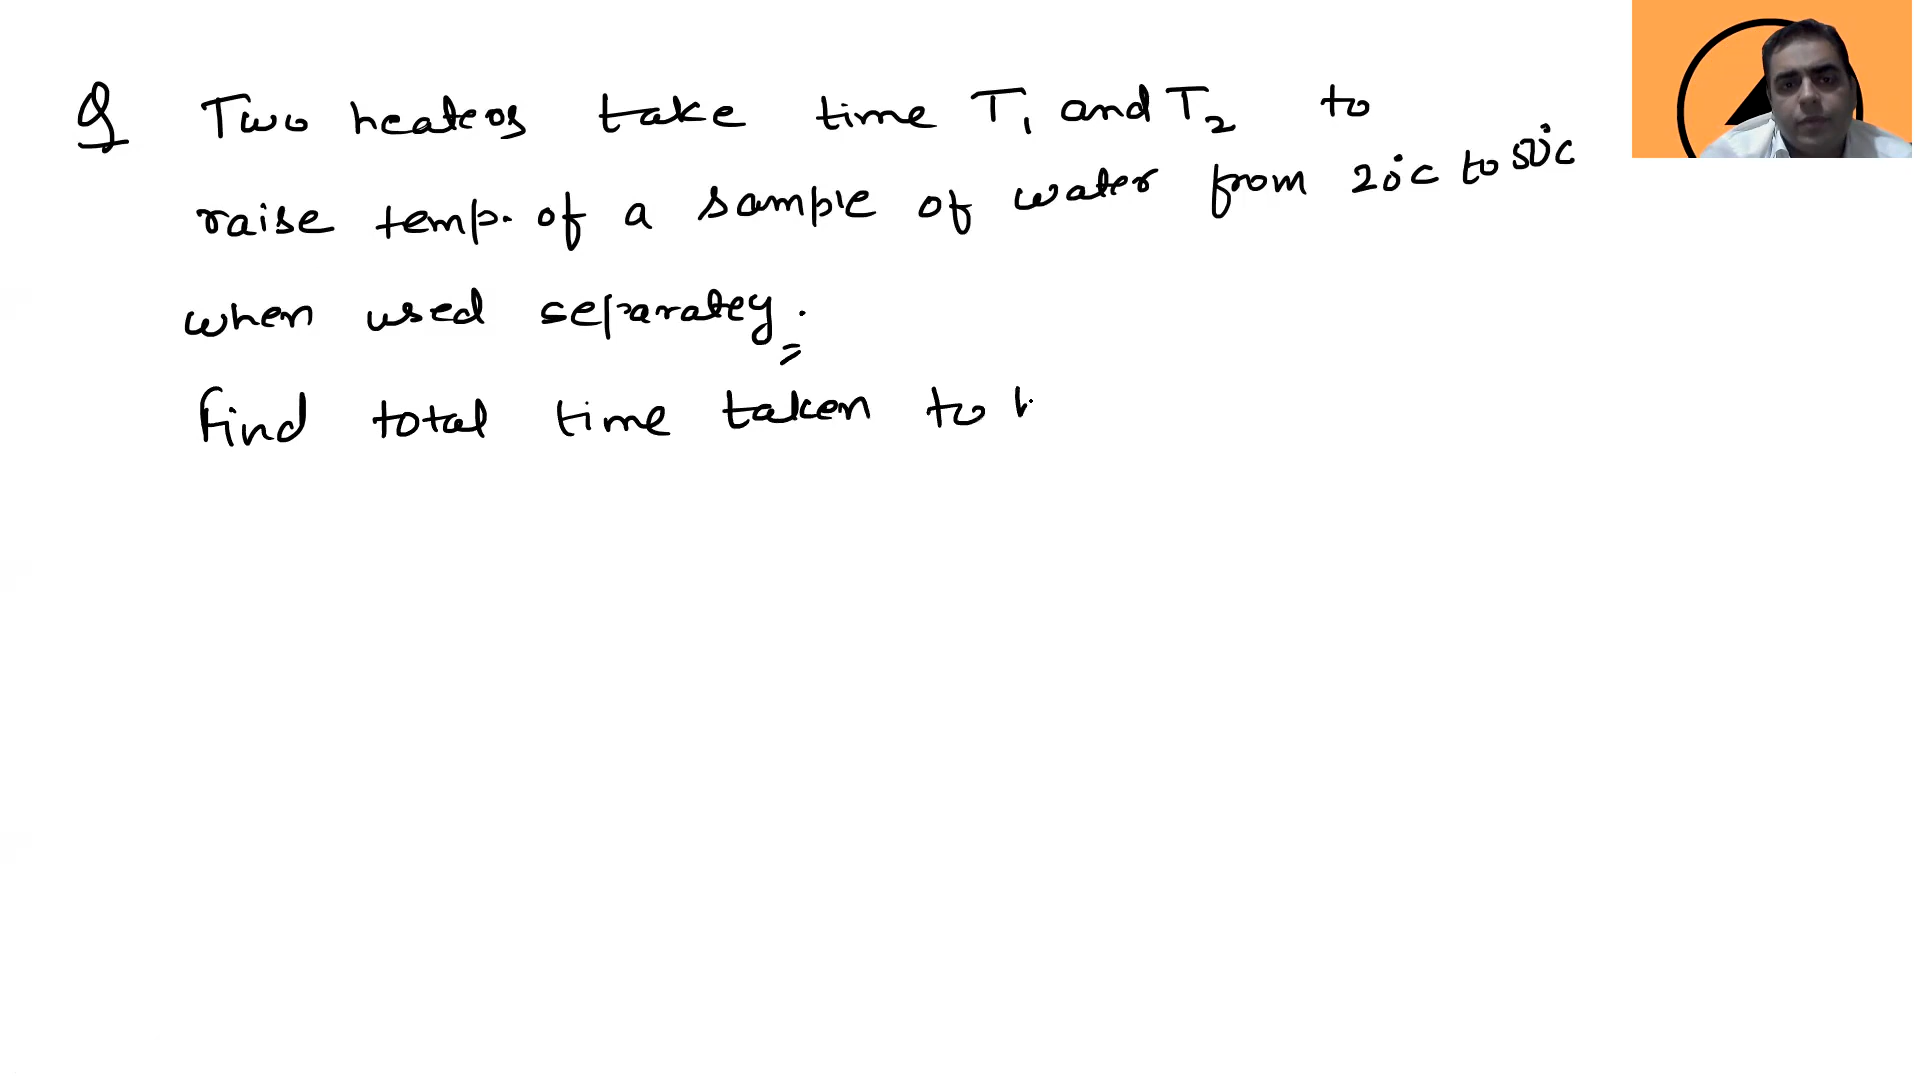 Q Two heaters take time T₁ and T₂ to
raise temp. of a sample of water from 20°C to 50°C
when used separatey.
Find total time taken to